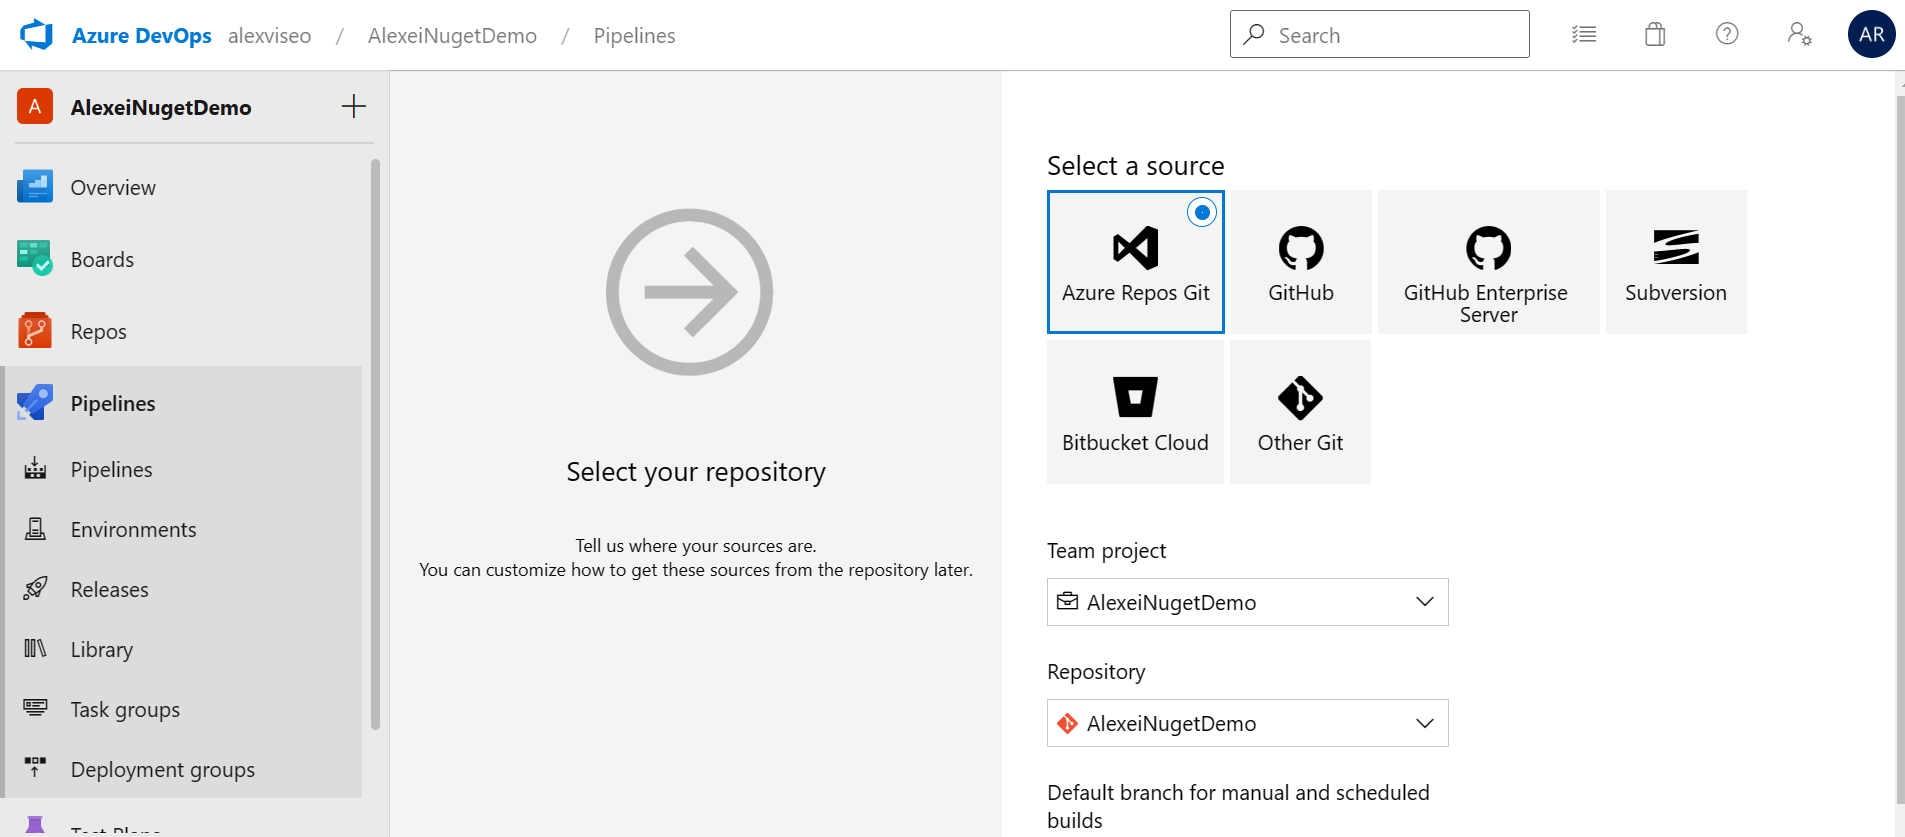 Azure DevOps alexviseo / AlexeiNugetDemo / Pipelines
Search
AR
A AlexeiNugetDemo
Overview
Boards
Repos
Pipelines
Pipelines
Environments
Releases
Library
Task groups
Deployment groups
Test Plans
Select your repository
Tell us where your sources are.
You can customize how to get these sources from the repository later.
Select a source
Azure Repos Git
GitHub
GitHub Enterprise
Server
Subversion
Bitbucket Cloud
Other Git
Team project
AlexeiNugetDemo
Repository
AlexeiNugetDemo
Default branch for manual and scheduled
builds